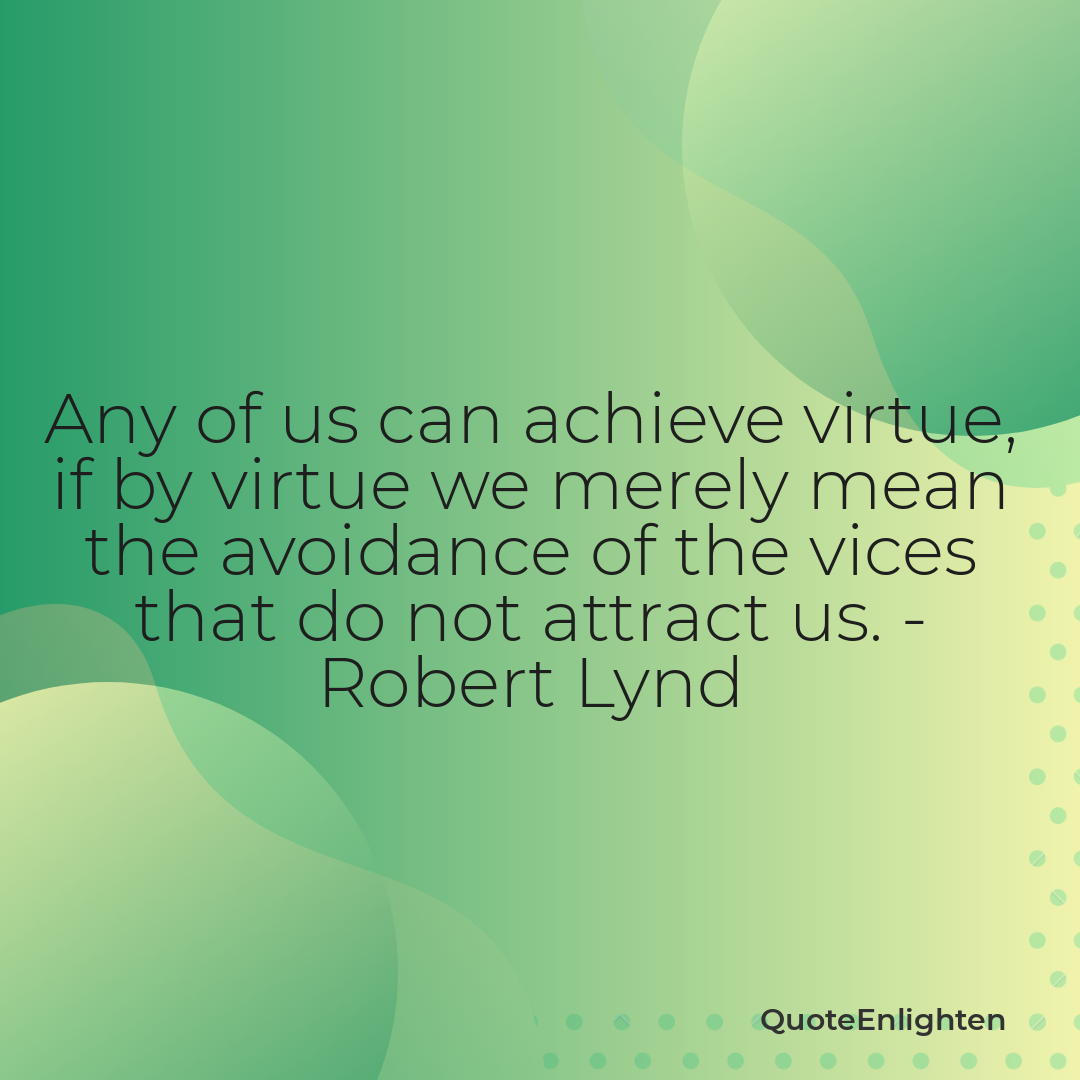 Any of us can achieve virtue,
if by virtue we merely mean
the avoidance of the vices
that do not attract us. -
Robert Lynd
QuoteEnlighten